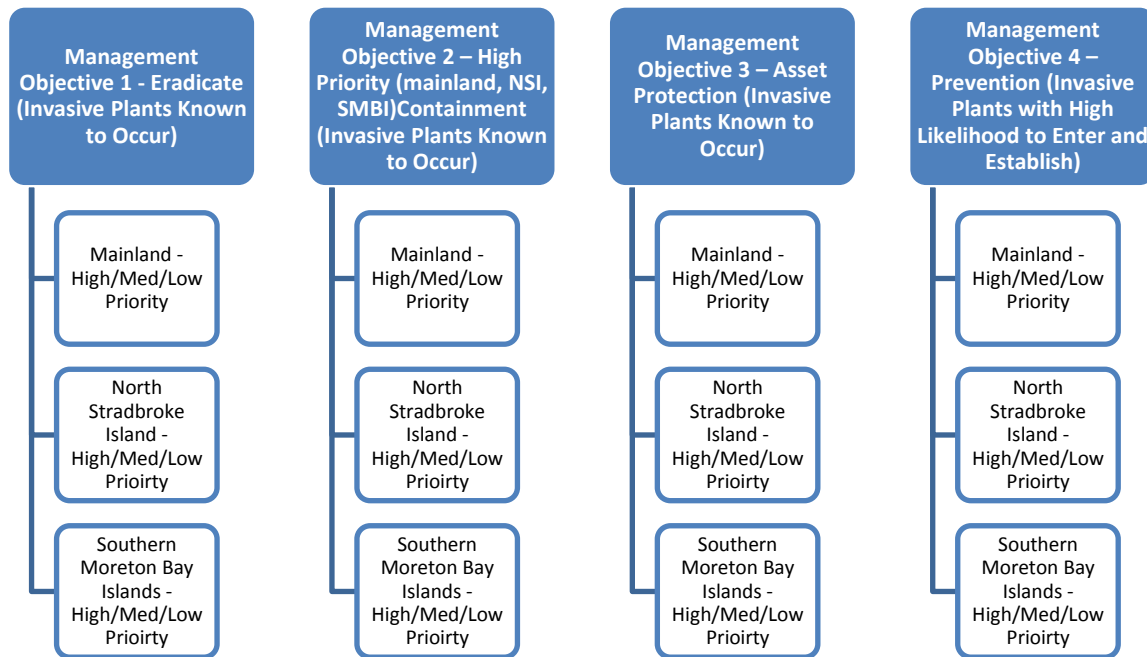 Management
Objective 1 - Eradicate
(Invasive Plants Known
to Occur)
Mainland -
High/Med/Low
Priority
North
Stradbroke
Island -
High/Med/Low
Prioirty
Southern
Moreton Bay
Islands -
High/Med/Low
Prioirty
Management
Objective 2 – High
Priority (mainland, NSI,
SMBI)Containment
(Invasive Plants Known
to Occur)
Mainland -
High/Med/Low
Priority
North
Stradbroke
Island -
High/Med/Low
Prioirty
Southern
Moreton Bay
Islands -
High/Med/Low
Prioirty
Management
Objective 3 – Asset
Protection (Invasive
Plants Known to
Occur)
Mainland -
High/Med/Low
Priority
North
Stradbroke
Island -
High/Med/Low
Prioirty
Southern
Moreton Bay
Islands -
High/Med/Low
Prioirty
Management
Objective 4 –
Prevention (Invasive
Plants with High
Likelihood to Enter and
Establish)
Mainland -
High/Med/Low
Priority
North
Stradbroke
Island -
High/Med/Low
Prioirty
Southern
Moreton Bay
Islands -
High/Med/Low
Prioirty